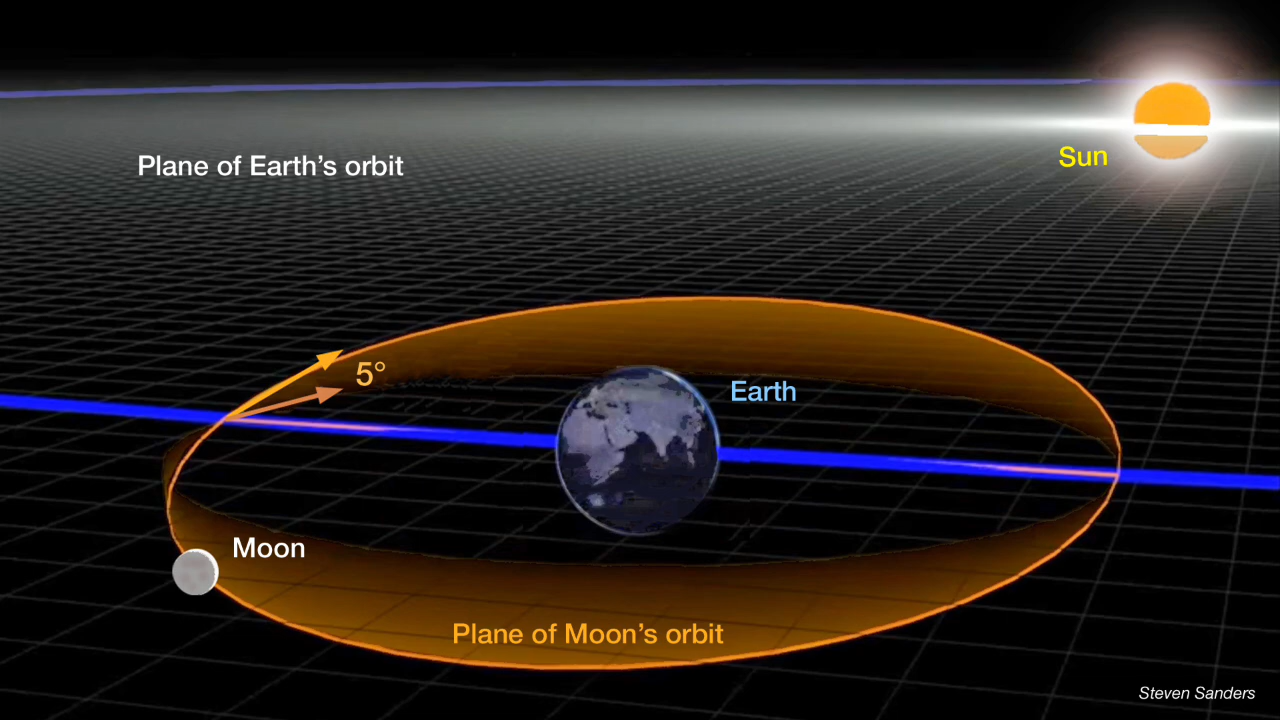 Plane of Earth’s orbit
Sun
5°
Earth
Moon
Plane of Moon’s orbit
Steven Sanders